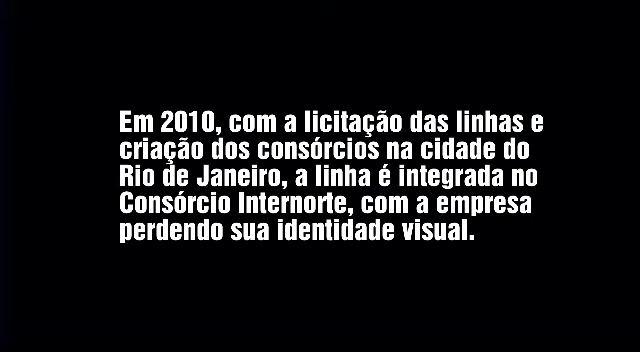 Em 2010, com a licitação das linhas e
criação dos consórcios na cidade do
Rio de Janeiro, a linha é integrada no
Consórcio Internorte, com a empresa
perdendo sua identidade visual.